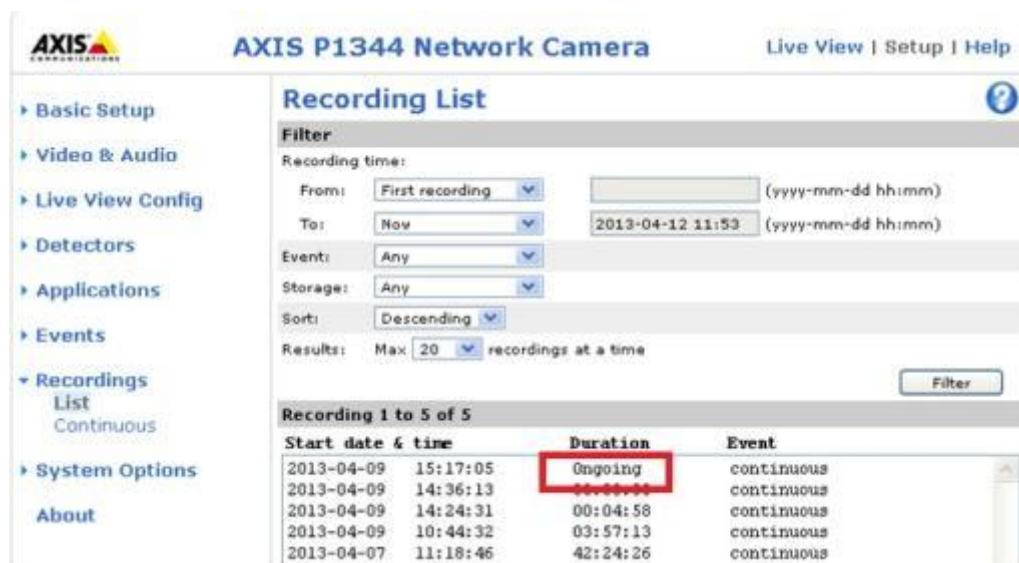 AXIS
COMMUNICATIONS
AXIS P1344 Network Camera
Live View | Setup | Help
Basic Setup
Video & Audio
Live View Config
Detectors
Applications
Events
Recordings
List
Continuous
System Options
About
Recording List
Filter
Recording time:
From: First recording (yyyy-mm-dd hh:mm)
To: Now 2013-04-12 11:53 (yyyy-mm-dd hh:mm)
Event: Any
Storage: Any
Sort: Descending
Results: Max 20 recordings at a time
Filter
Recording 1 to 5 of 5
Start date & time Duration Event
2013-04-09 15:17:05 Ongoing continuous
2013-04-09 14:36:13 continuous
2013-04-09 14:24:31 00:04:58 continuous
2013-04-09 10:44:32 03:57:13 continuous
2013-04-07 11:18:46 42:24:26 continuous